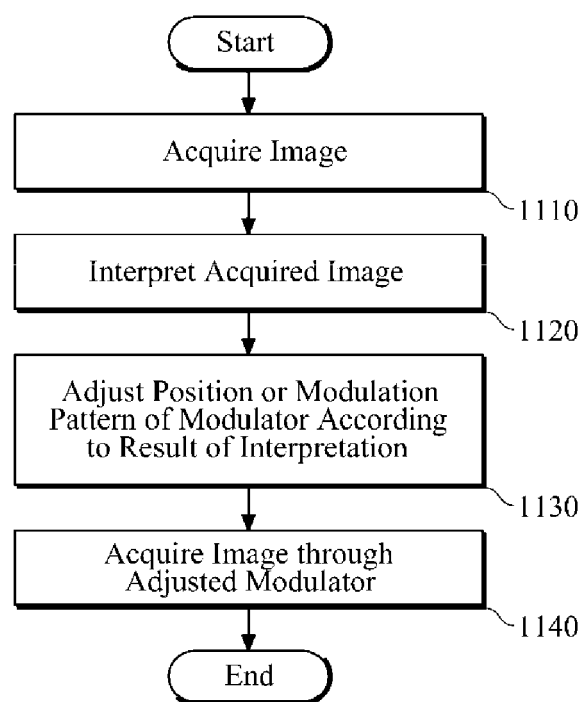 Start
Acquire Image
1110
Interpret Acquired Image
1120
Adjust Position or Modulation
Pattern of Modulator According
to Result of Interpretation
1130
Acquire Image through
Adjusted Modulator
1140
End